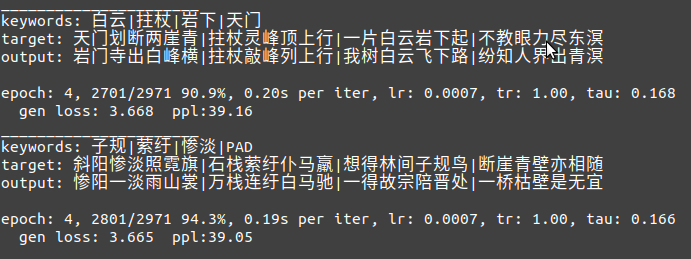 keywords: 白云|拄杖|岩下|天门
target: 天门划断两崖青|拄杖灵峰顶上行|一片白云岩下起|不教眼力尽东溟
output: 岩门寺出白峰横|拄杖敲峰列上行|我树白云飞下路|纷知人界出青溟
epoch: 4, 2701/2971 90.9%, 0.20s per iter, lr: 0.0007, tr: 1.00, tau: 0.168
gen loss: 3.668  ppl:39.16
keywords: 子规|萦纡|惨淡|PAD
target: 斜阳惨淡照霓旗|石栈萦纡仆马羸|想得林间子规鸟|断崖青壁亦相随
output: 惨阳一淡雨山裳|万栈连纡白马驰|一得故宗陪晋处|一桥枯壁是无宜
epoch: 4, 2801/2971 94.3%, 0.19s per iter, lr: 0.0007, tr: 1.00, tau: 0.166
gen loss: 3.665  ppl:39.05